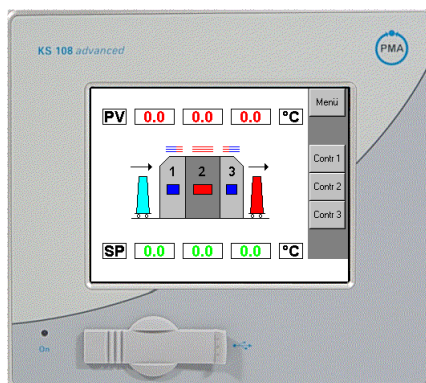 KS 108 advanced
PMA
Menü
PV 0.0 0.0 0.0 °C
1 2 3
Contr 1
Contr 2
Contr 3
SP 0.0 0.0 0.0 °C
On